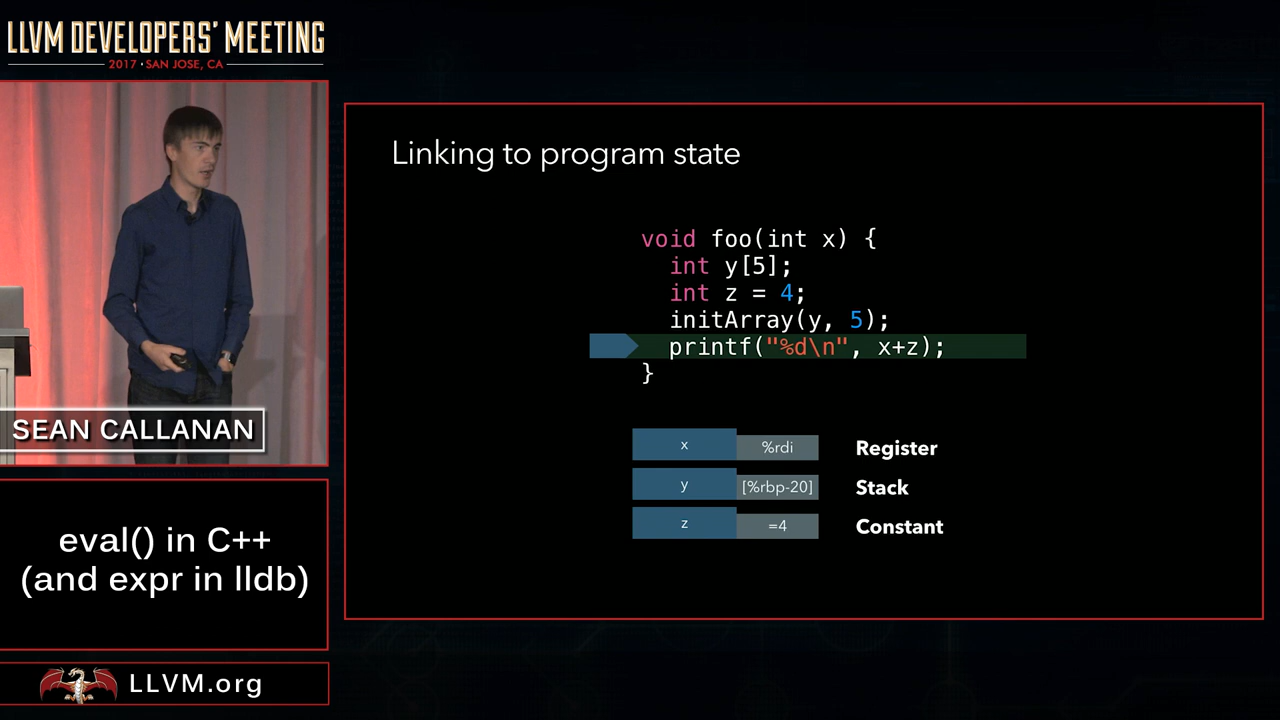 LLVM DEVELOPERS' MEETING
2017 · SAN JOSE, CA
SEAN CALLANAN
eval() in C++
(and expr in lldb)
LLVM.org
Linking to program state
void foo(int x) {
int y[5];
int z = 4;
initArray(y, 5);
printf("%d\n", x+z);
}
x %rdi Register
y [%rbp-20] Stack
z =4 Constant